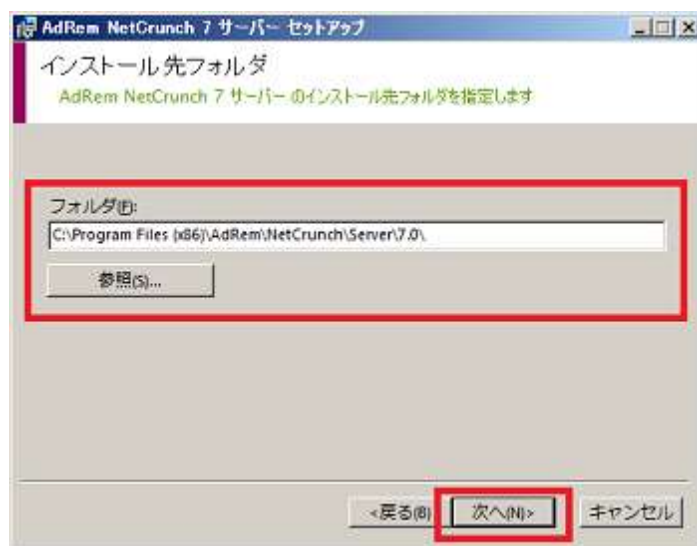 AdRem NetCrunch 7 サーバー セットアップ
インストール先フォルダ
AdRem NetCrunch 7 サーバー のインストール先フォルダを指定します
フォルダ(F):
C:\Program Files (x86)\AdRem\NetCrunch\Server\7.0\
参照(S)...
<戻る(B)
次へ(N)>
キャンセル